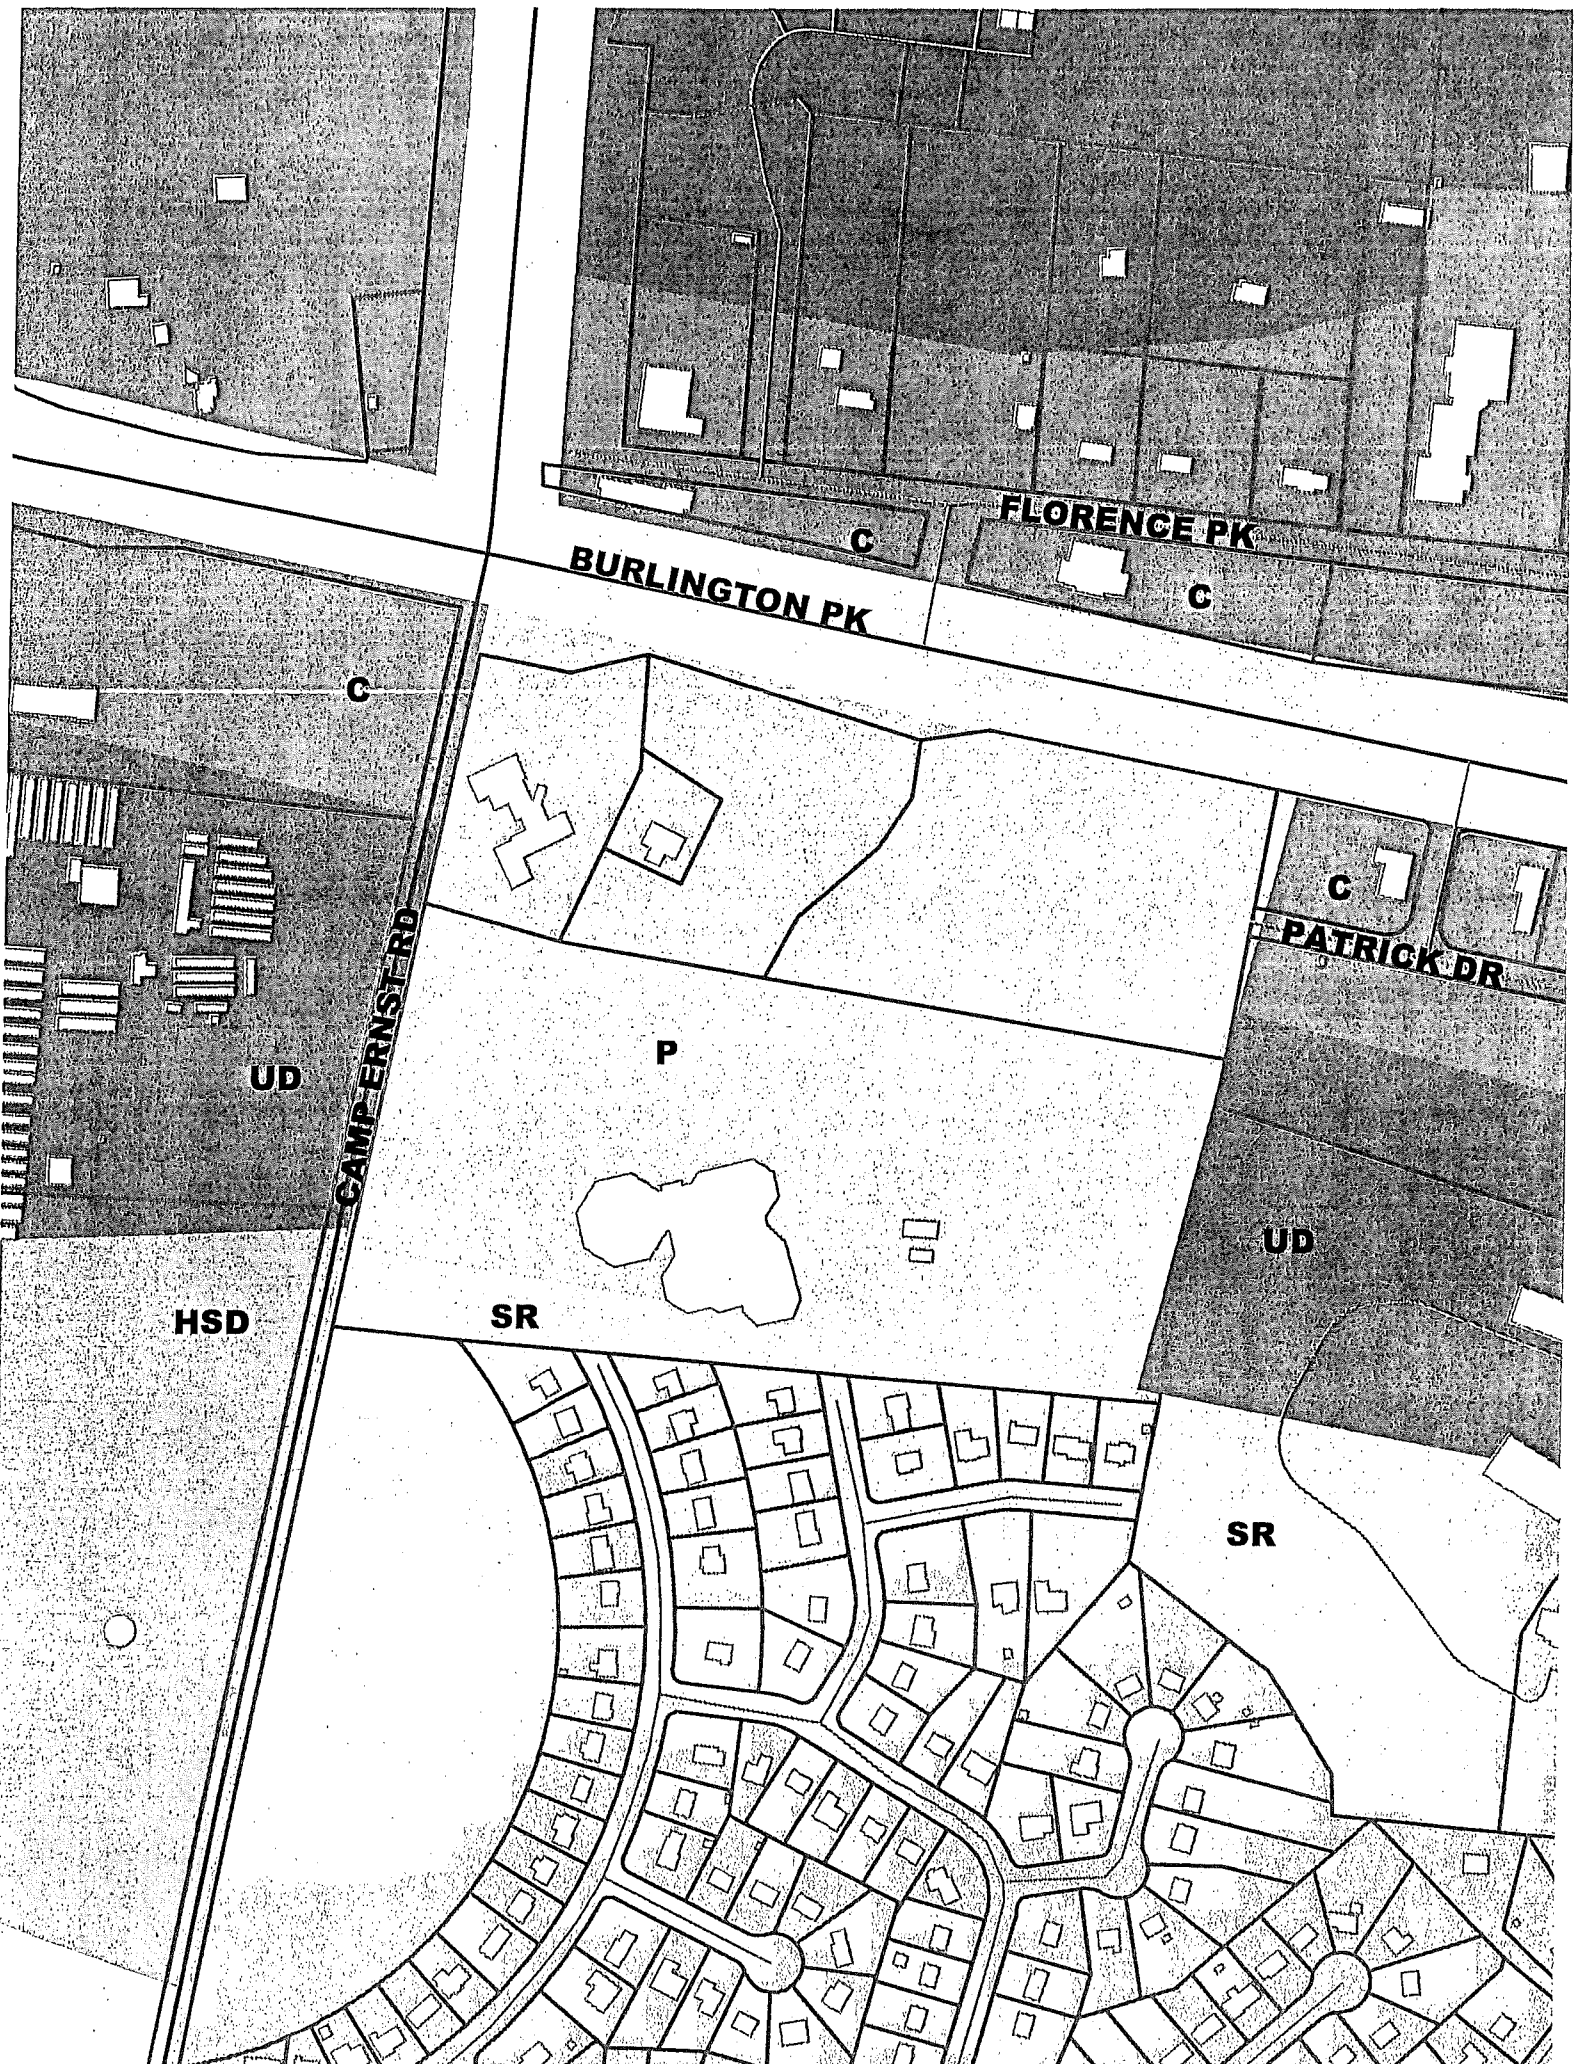 FLORENCE PK
C
BURLINGTON PK
C
C
C
PATRICK DR
CAMP ERNST RD
P
UD
UD
HSD
SR
SR